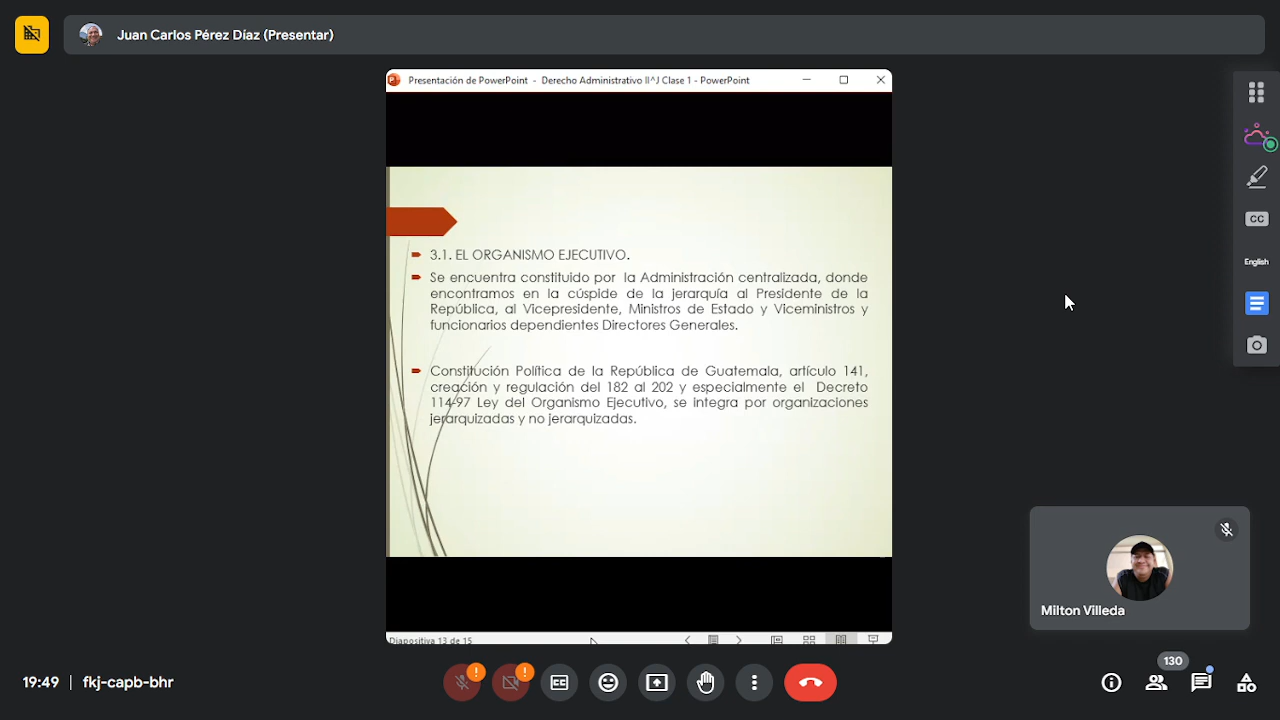 Juan Carlos Pérez Díaz (Presentar)
Presentación de PowerPoint - Derecho Administrativo II^J Clase 1 - PowerPoint
3.1. EL ORGANISMO EJECUTIVO.
Se encuentra constituido por la Administración centralizada, donde
encontramos en la cúspide de la jerarquía al Presidente de la
República, al Vicepresidente, Ministros de Estado y Viceministros y
funcionarios dependientes Directores Generales.
Constitución Política de la República de Guatemala, artículo 141,
creación y regulación del 182 al 202 y especialmente el Decreto
114-97 Ley del Organismo Ejecutivo, se integra por organizaciones
jerarquizadas y no jerarquizadas.
Diapositiva 13 de 15
CC
English
Milton Villeda
19:49 | fkj-capb-bhr
130